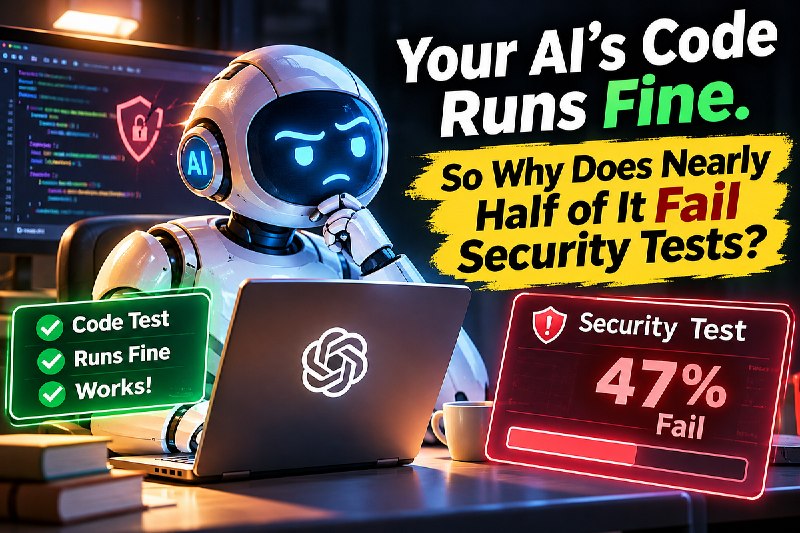 Your AI's Code
Runs Fine.
So Why Does Nearly
Half of It Fail
Security Tests?
AI
Code Test
Runs Fine
Works!
Security Test
47%
Fail